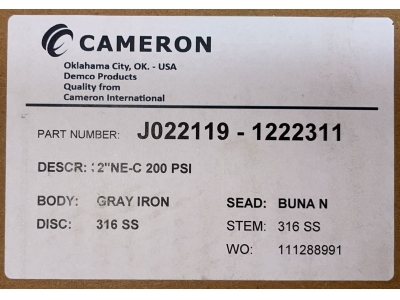 CAMERON
Oklahoma City, OK. - USA
Demco Products
Quality from
Cameron International
PART NUMBER: J022119 - 1222311
DESCR: 2"NE-C 200 PSI
BODY: GRAY IRON SEAD: BUNA N
DISC: 316 SS STEM: 316 SS
WO: 111288991